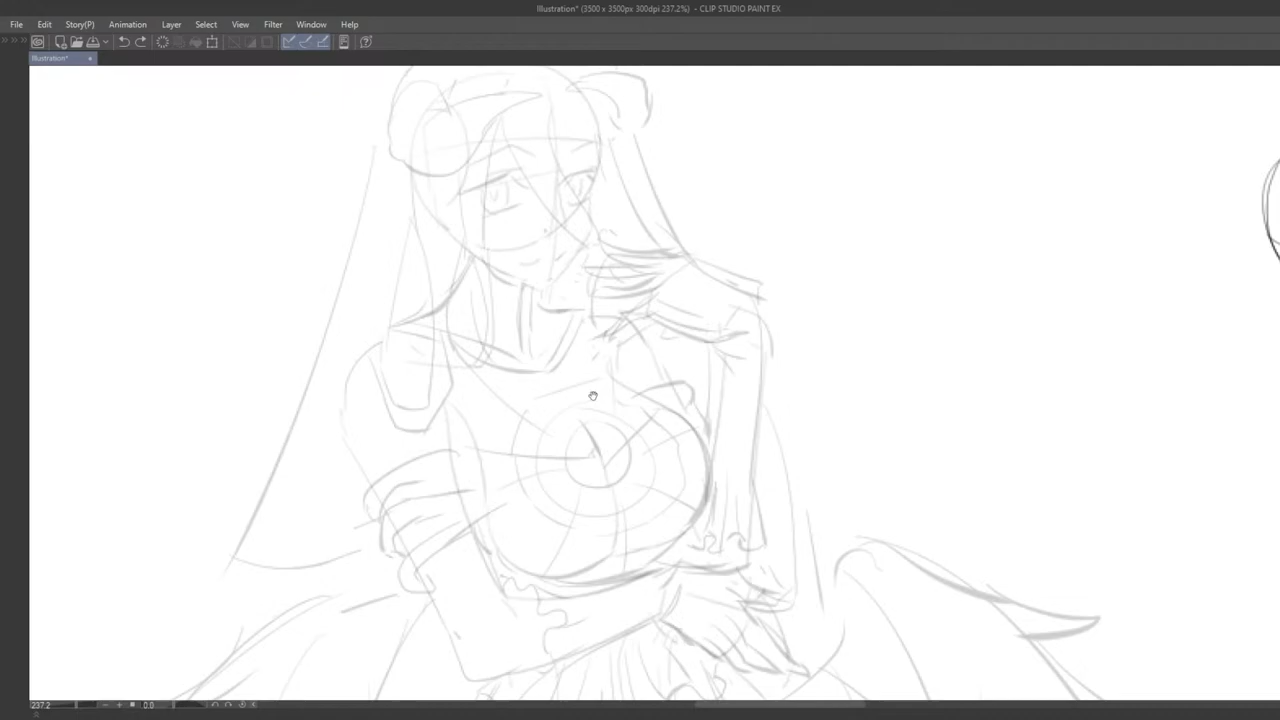 Illustration* (3500 x 3500px 300dpi 237.2%) - CLIP STUDIO PAINT EX
File Edit Story(P) Animation Layer Select View Filter Window Help
Illustration*
237.2 0.0